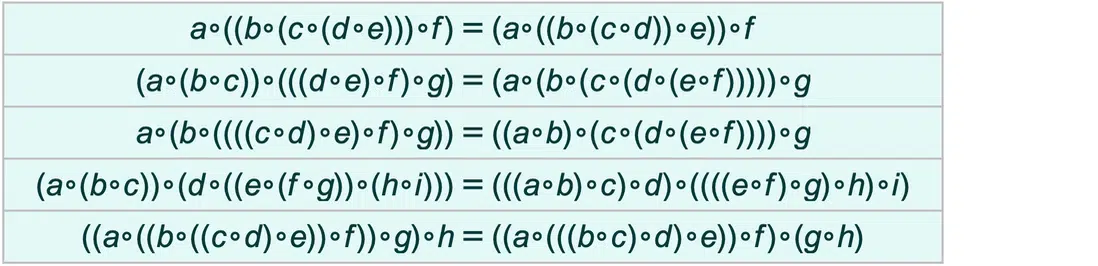 a∘((b∘(c∘(d∘e)))∘f) = (a∘((b∘(c∘d))∘e))∘f
(a∘(b∘c))∘(((d∘e)∘f)∘g) = (a∘(b∘(c∘(d∘(e∘f)))))∘g
a∘(b∘((((c∘d)∘e)∘f)∘g)) = ((a∘b)∘(c∘(d∘(e∘f))))∘g
(a∘(b∘c))∘(d∘((e∘(f∘g))∘(h∘i))) = (((a∘b)∘c)∘d)∘((((e∘f)∘g)∘h)∘i)
((a∘((b∘((c∘d)∘e))∘f))∘g)∘h = ((a∘(((b∘c)∘d)∘e))∘f)∘(g∘h)